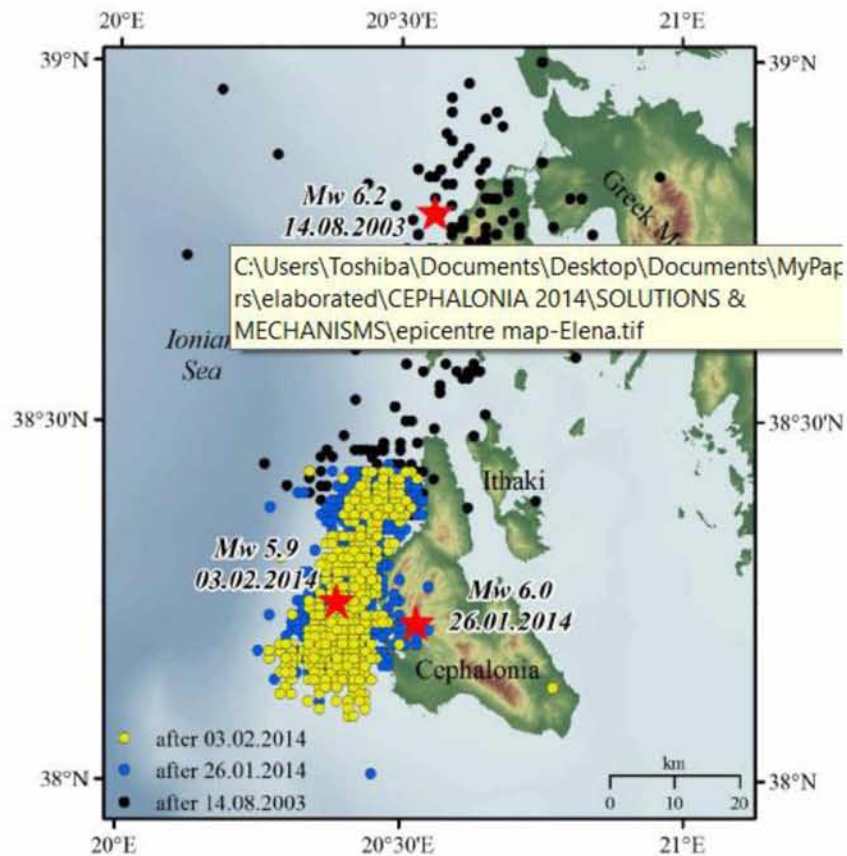 20°E 20°30'E 21°E
39°N 39°N
Mw 6.2
14.08.2003
Greek M
C:\Users\Toshiba\Documents\Desktop\Documents\MyPap
rs\elaborated\CEPHALONIA 2014\SOLUTIONS &
MECHANISMS\epicentre map-Elena.tif
Ionian
Sea
38°30'N 38°30'N
Ithaki
Mw 5.9
03.02.2014
Mw 6.0
26.01.2014
Cephalonia
after 03.02.2014
after 26.01.2014
after 14.08.2003
km
0 10 20
38°N 38°N
20°E 20°30'E 21°E